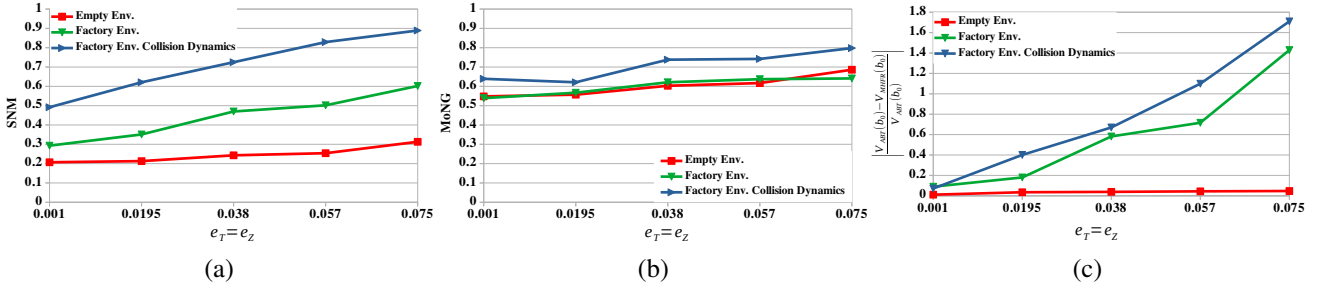 1
0.9
0.8
0.7
0.6
0.5
0.4
0.3
0.2
0.1
0
SNM
Empty Env.
Factory Env.
Factory Env. Collision Dynamics
0.001 0.0195 0.038 0.057 0.075
e_T = e_Z
(a)
1
0.9
0.8
0.7
0.6
0.5
0.4
0.3
0.2
0.1
0
MoNG
Empty Env.
Factory Env.
Factory Env. Collision Dynamics
0.001 0.0195 0.038 0.057 0.075
e_T = e_Z
(b)
1.8
1.6
1.4
1.2
1
0.8
0.6
0.4
0.2
0
|V_ABT(b_0) − V_MHFR(b_0)|
V_ABT(b_0)
Empty Env.
Factory Env.
Factory Env. Collision Dynamics
0.001 0.0195 0.038 0.057 0.075
e_T = e_Z
(c)